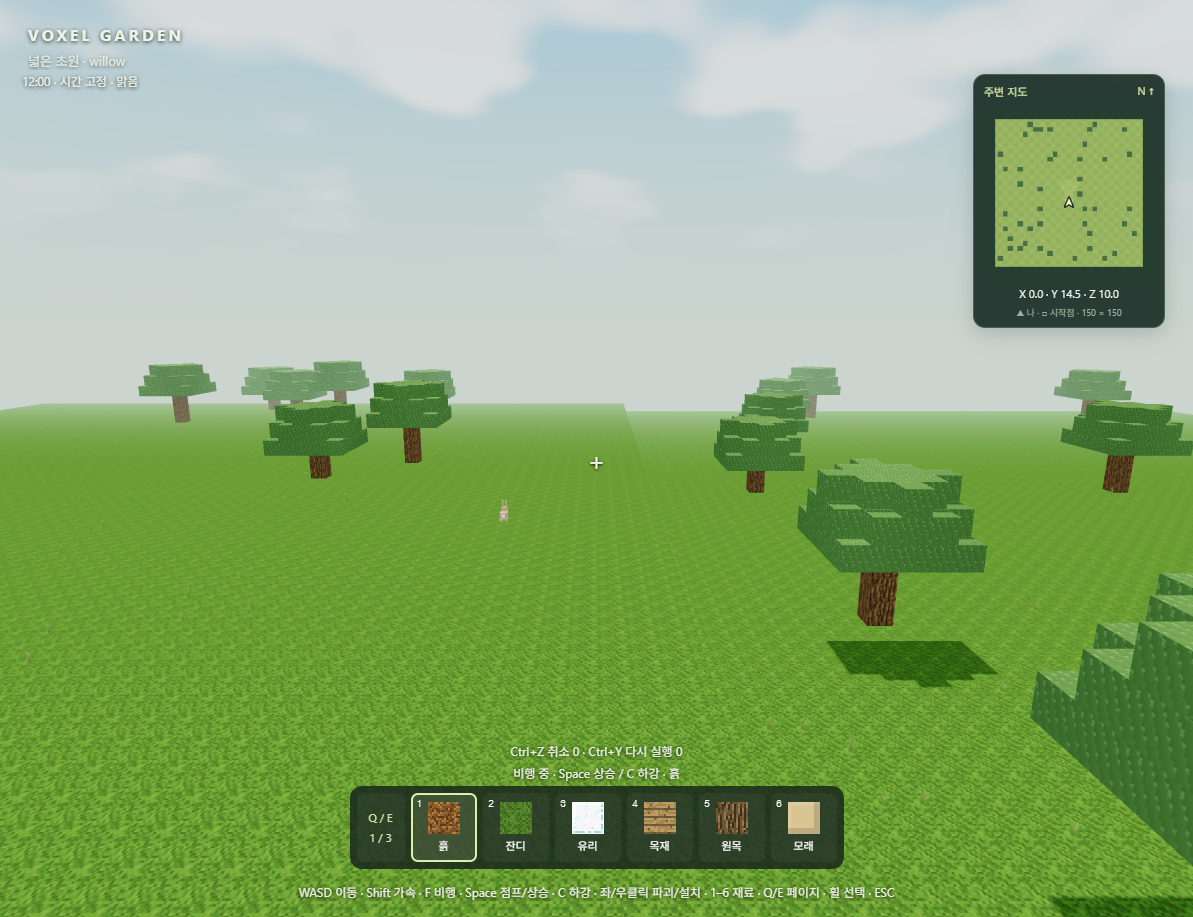 VOXEL GARDEN
넓은 초원 · willow
12:00 · 시간 고정 · 맑음
주변 지도 N ↑
X 0.0 · Y 14.5 · Z 10.0
▲ 나 · □ 시작점 · 150 × 150
Ctrl+Z 취소 0 · Ctrl+Y 다시 실행 0
비행 중 · Space 상승 / C 하강 · 흙
Q/E
1/3
1 흙
2 잔디
3 유리
4 목재
5 원목
6 모래
WASD 이동 · Shift 가속 · F 비행 · Space 점프/상승 · C 하강 · 좌/우클릭 파괴/설치 · 1–6 재료 · Q/E 페이지 · 휠 선택 · ESC